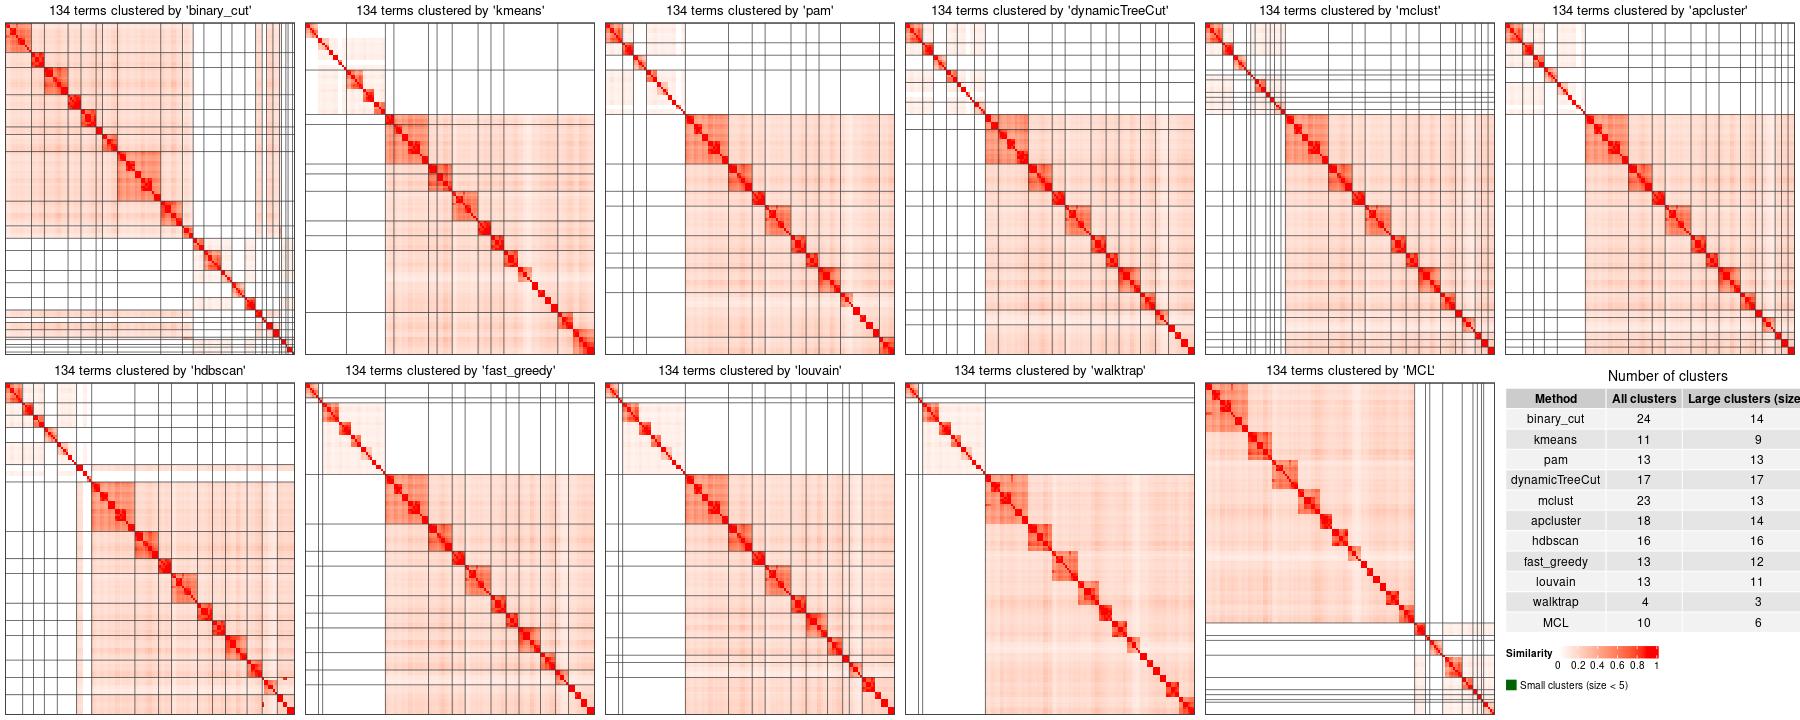 134 terms clustered by 'binary_cut'
134 terms clustered by 'kmeans'
134 terms clustered by 'pam'
134 terms clustered by 'dynamicTreeCut'
134 terms clustered by 'mclust'
134 terms clustered by 'apcluster'
134 terms clustered by 'hdbscan'
134 terms clustered by 'fast_greedy'
134 terms clustered by 'louvain'
134 terms clustered by 'walktrap'
134 terms clustered by 'MCL'
Number of clusters
Method All clusters Large clusters (size
binary_cut 24 14
kmeans 11 9
pam 13 13
dynamicTreeCut 17 17
mclust 23 13
apcluster 18 14
hdbscan 16 16
fast_greedy 13 12
louvain 13 11
walktrap 4 3
MCL 10 6
Similarity
0 0.2 0.4 0.6 0.8 1
Small clusters (size < 5)